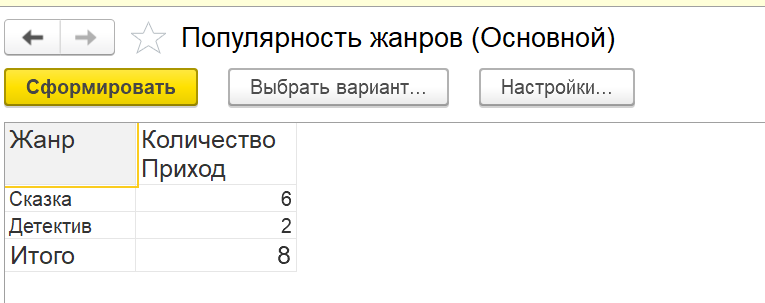 Популярность жанров (Основной)
Сформировать Выбрать вариант... Настройки...
Жанр Количество
Приход
Сказка 6
Детектив 2
Итого 8